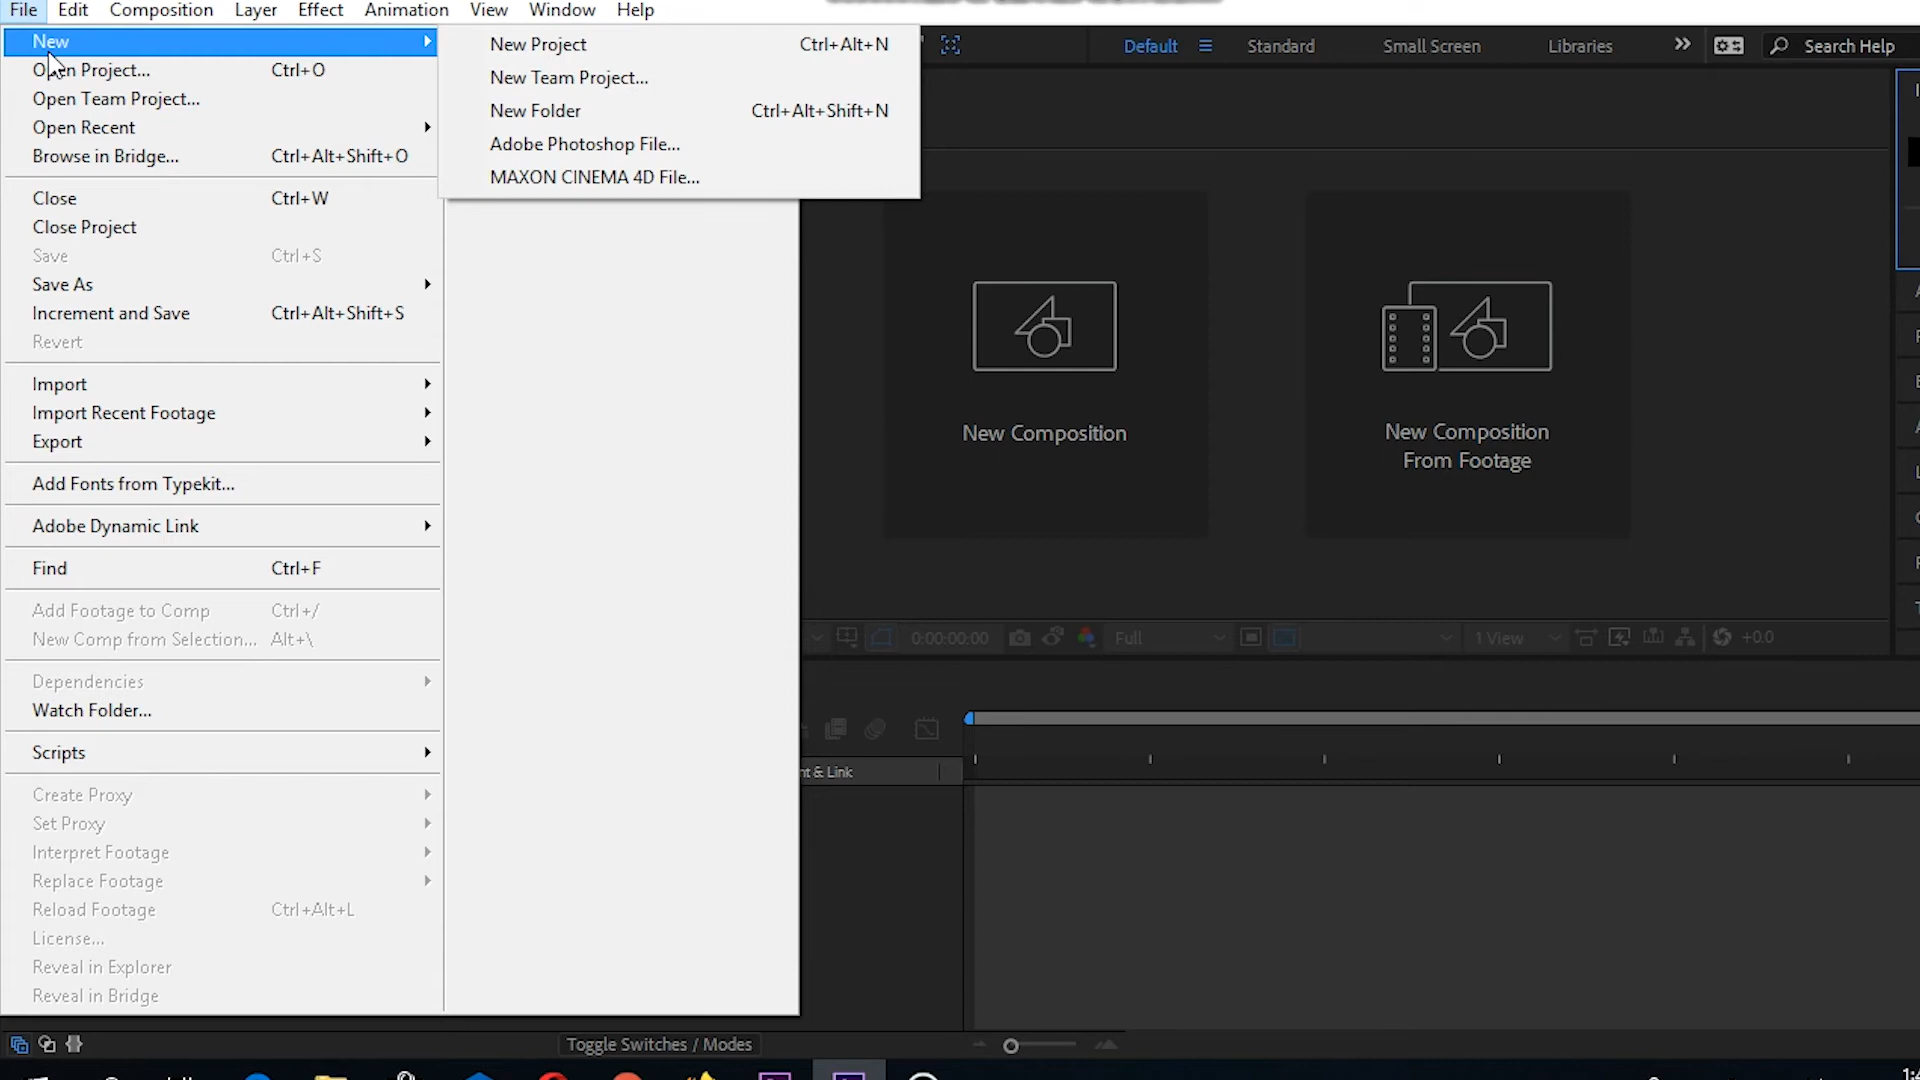 File Edit Composition Layer Effect Animation View Window Help
New
Open Project... Ctrl+O
Open Team Project...
Open Recent
Browse in Bridge... Ctrl+Alt+Shift+O
Close Ctrl+W
Close Project
Save Ctrl+S
Save As
Increment and Save Ctrl+Alt+Shift+S
Revert
Import
Import Recent Footage
Export
Add Fonts from Typekit...
Adobe Dynamic Link
Find Ctrl+F
Add Footage to Comp Ctrl+/
New Comp from Selection... Alt+\
Dependencies
Watch Folder...
Scripts
Create Proxy
Set Proxy
Interpret Footage
Replace Footage
Reload Footage Ctrl+Alt+L
License...
Reveal in Explorer
Reveal in Bridge
New Project Ctrl+Alt+N
New Team Project...
New Folder Ctrl+Alt+Shift+N
Adobe Photoshop File...
MAXON CINEMA 4D File...
Default Standard Small Screen Libraries Search Help
New Composition
New Composition
From Footage
0:00:00:00 Full 1 View +0.0
& Link
Toggle Switches / Modes